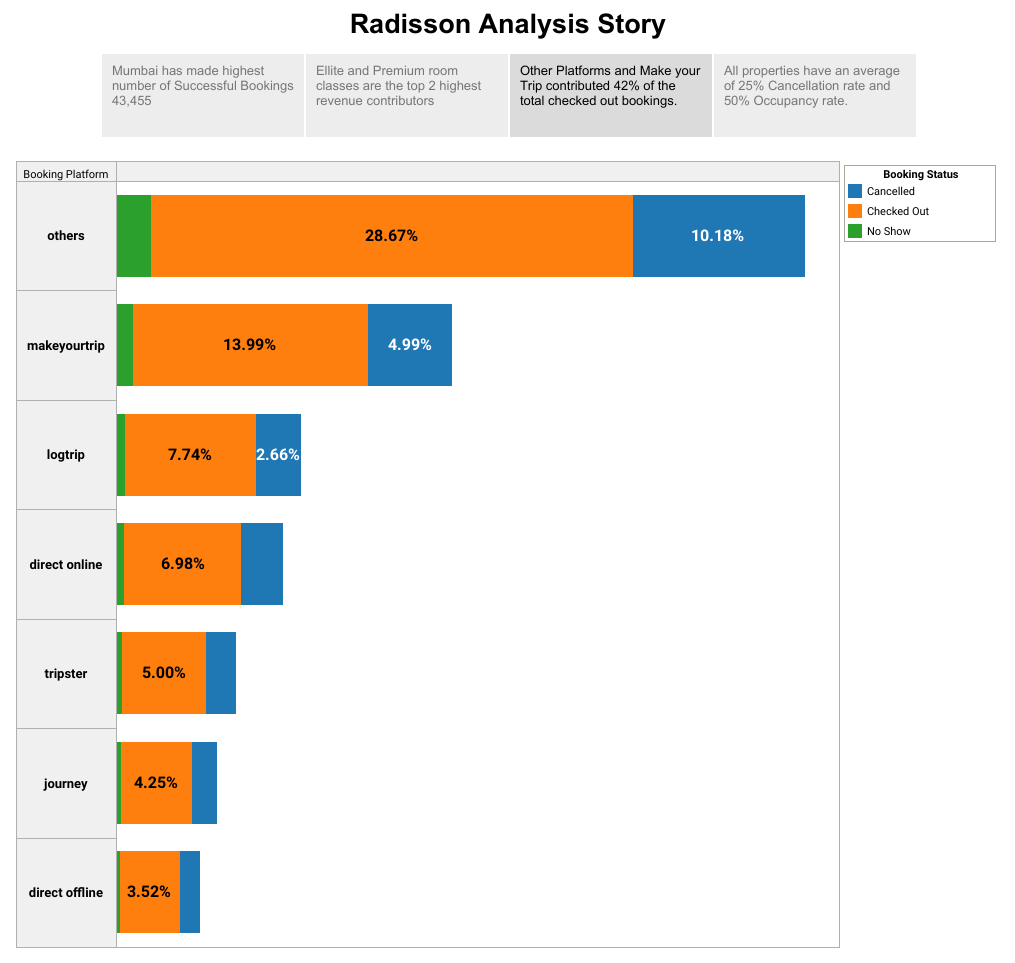 Radisson Analysis Story
Mumbai has made highest
number of Successful Bookings
43,455
Ellite and Premium room
classes are the top 2 highest
revenue contributors
Other Platforms and Make your
Trip contributed 42% of the
total checked out bookings.
All properties have an average
of 25% Cancellation rate and
50% Occupancy rate.
Booking Platform
Booking Status
Cancelled
Checked Out
No Show
others
28.67%
10.18%
makeyourtrip
13.99%
4.99%
logtrip
7.74%
2.66%
direct online
6.98%
tripster
5.00%
journey
4.25%
direct offline
3.52%